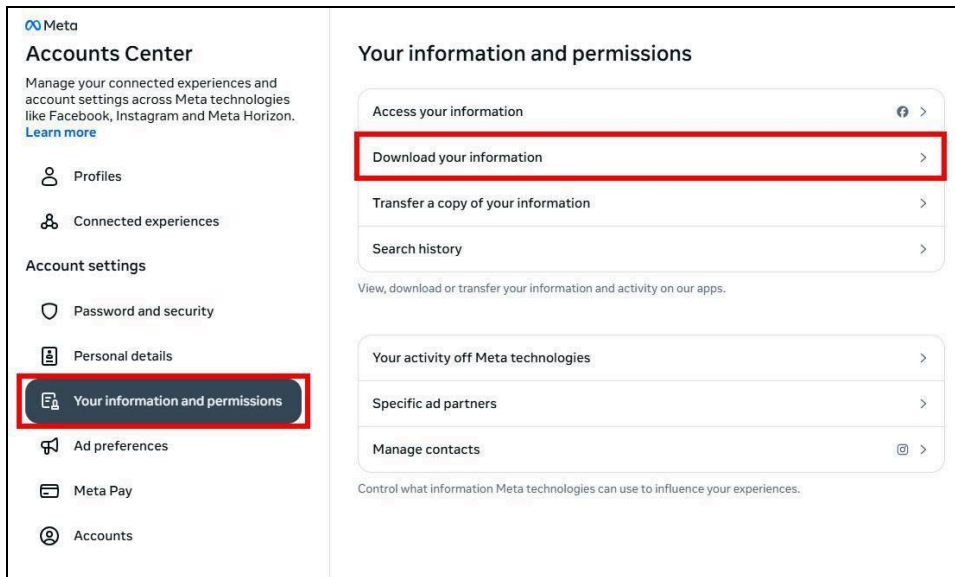 Meta
Accounts Center
Manage your connected experiences and
account settings across Meta technologies
like Facebook, Instagram and Meta Horizon.
Learn more
Profiles
Connected experiences
Account settings
Password and security
Personal details
Your information and permissions
Ad preferences
Meta Pay
Accounts
Your information and permissions
Access your information
Download your information
Transfer a copy of your information
Search history
View, download or transfer your information and activity on our apps.
Your activity off Meta technologies
Specific ad partners
Manage contacts
Control what information Meta technologies can use to influence your experiences.